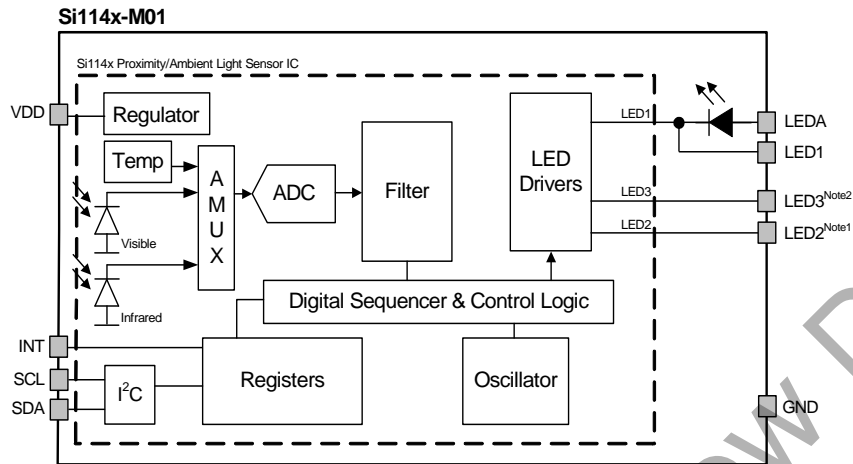 Si114x-M01
Si114x Proximity/Ambient Light Sensor IC
VDD
Regulator
Temp
AMUX
ADC
Filter
LED Drivers
LED1
LEDA
LED1
LED3
LED3Note2
LED2
LED2Note1
Visible
Infrared
Digital Sequencer & Control Logic
INT
SCL
SDA
I2C
Registers
Oscillator
GND